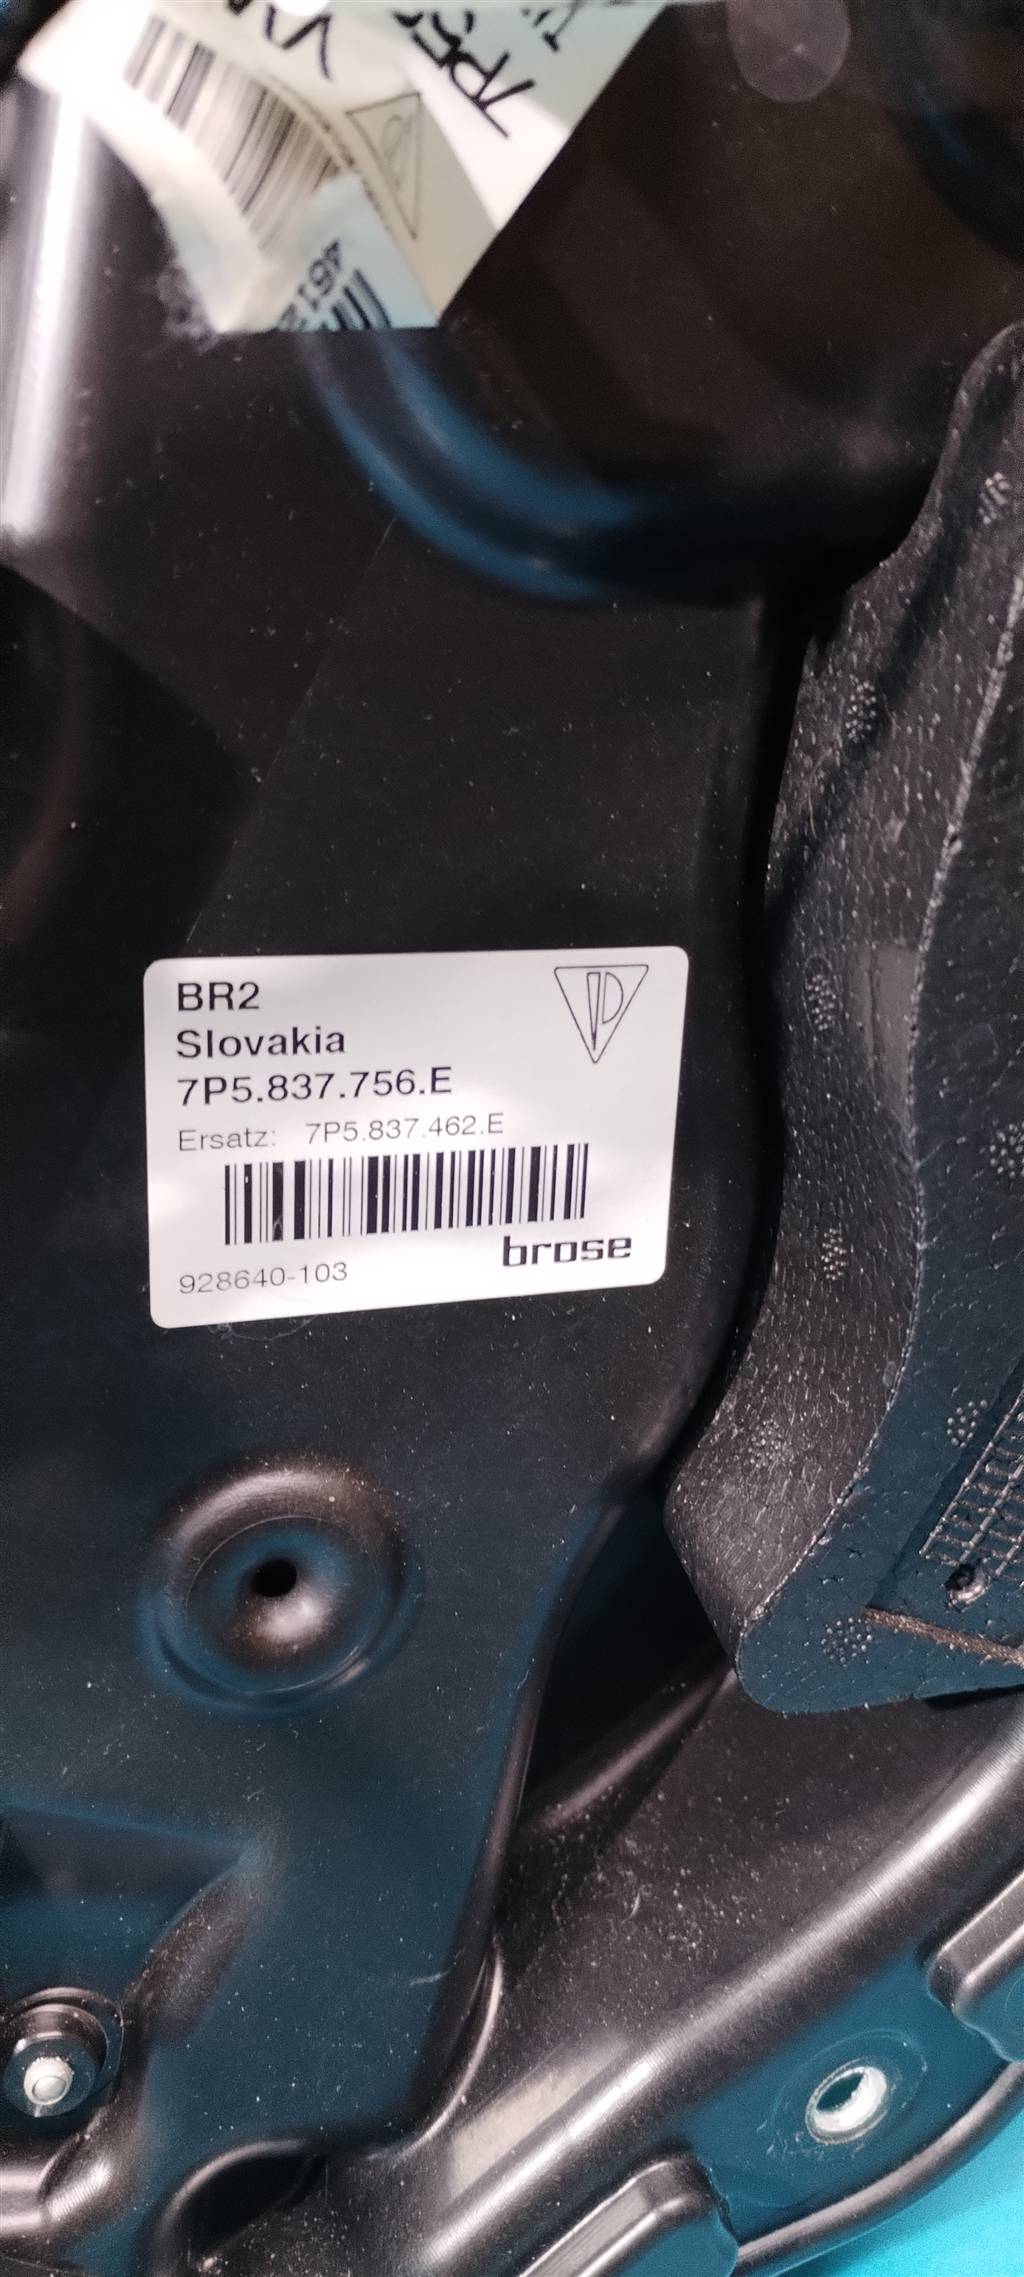 BR2
Slovakia
7P5.837.756.E
Ersatz: 7P5.837.462.E
928640-103
brose